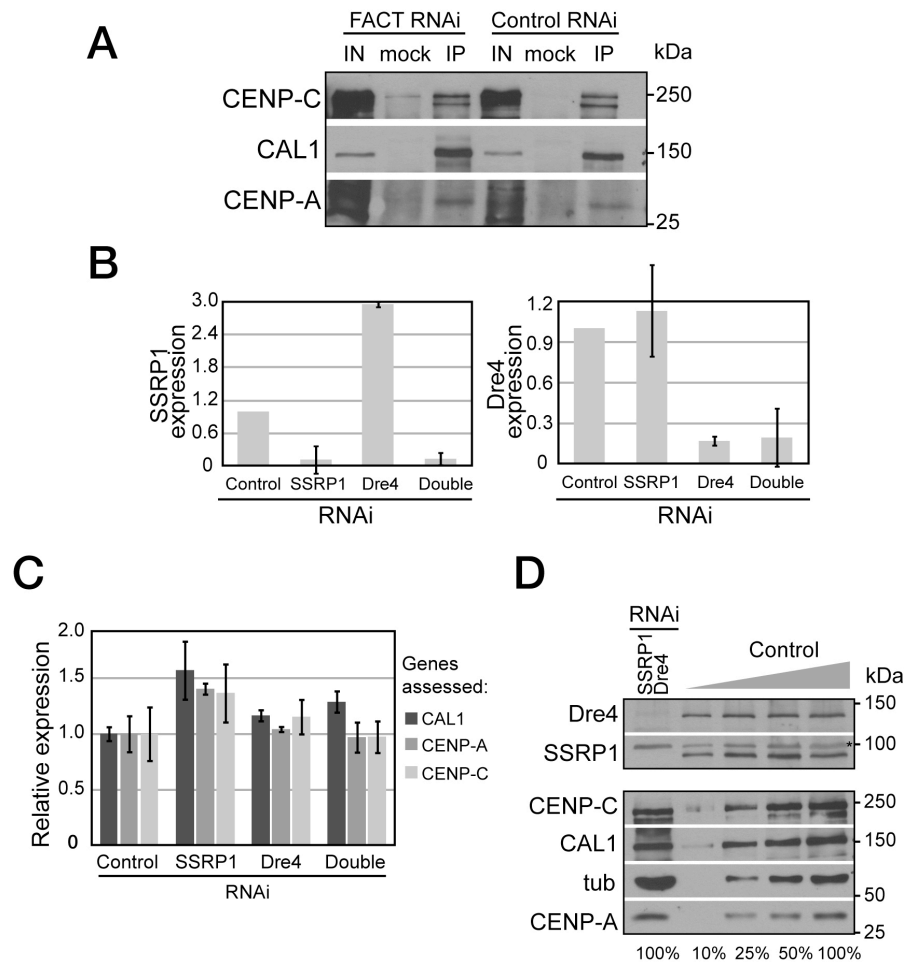 A
FACT RNAi Control RNAi
IN mock IP IN mock IP kDa
CENP-C 250
CAL1 150
CENP-A
25
B
SSRP1 expression
3.0
2.4
1.8
1.2
0.6
0
Control SSRP1 Dre4 Double
RNAi
Dre4 expression
1.2
0.9
0.6
0.3
0
Control SSRP1 Dre4 Double
RNAi
C
Relative expression
2.0
1.5
1.0
0.5
0
Control SSRP1 Dre4 Double
RNAi
Genes
assessed:
CAL1
CENP-A
CENP-C
D
RNAi
SSRP1
Dre4
Control
kDa
Dre4 150
SSRP1 * 100
CENP-C 250
CAL1 150
tub 50
CENP-A 25
100% 10% 25% 50% 100%